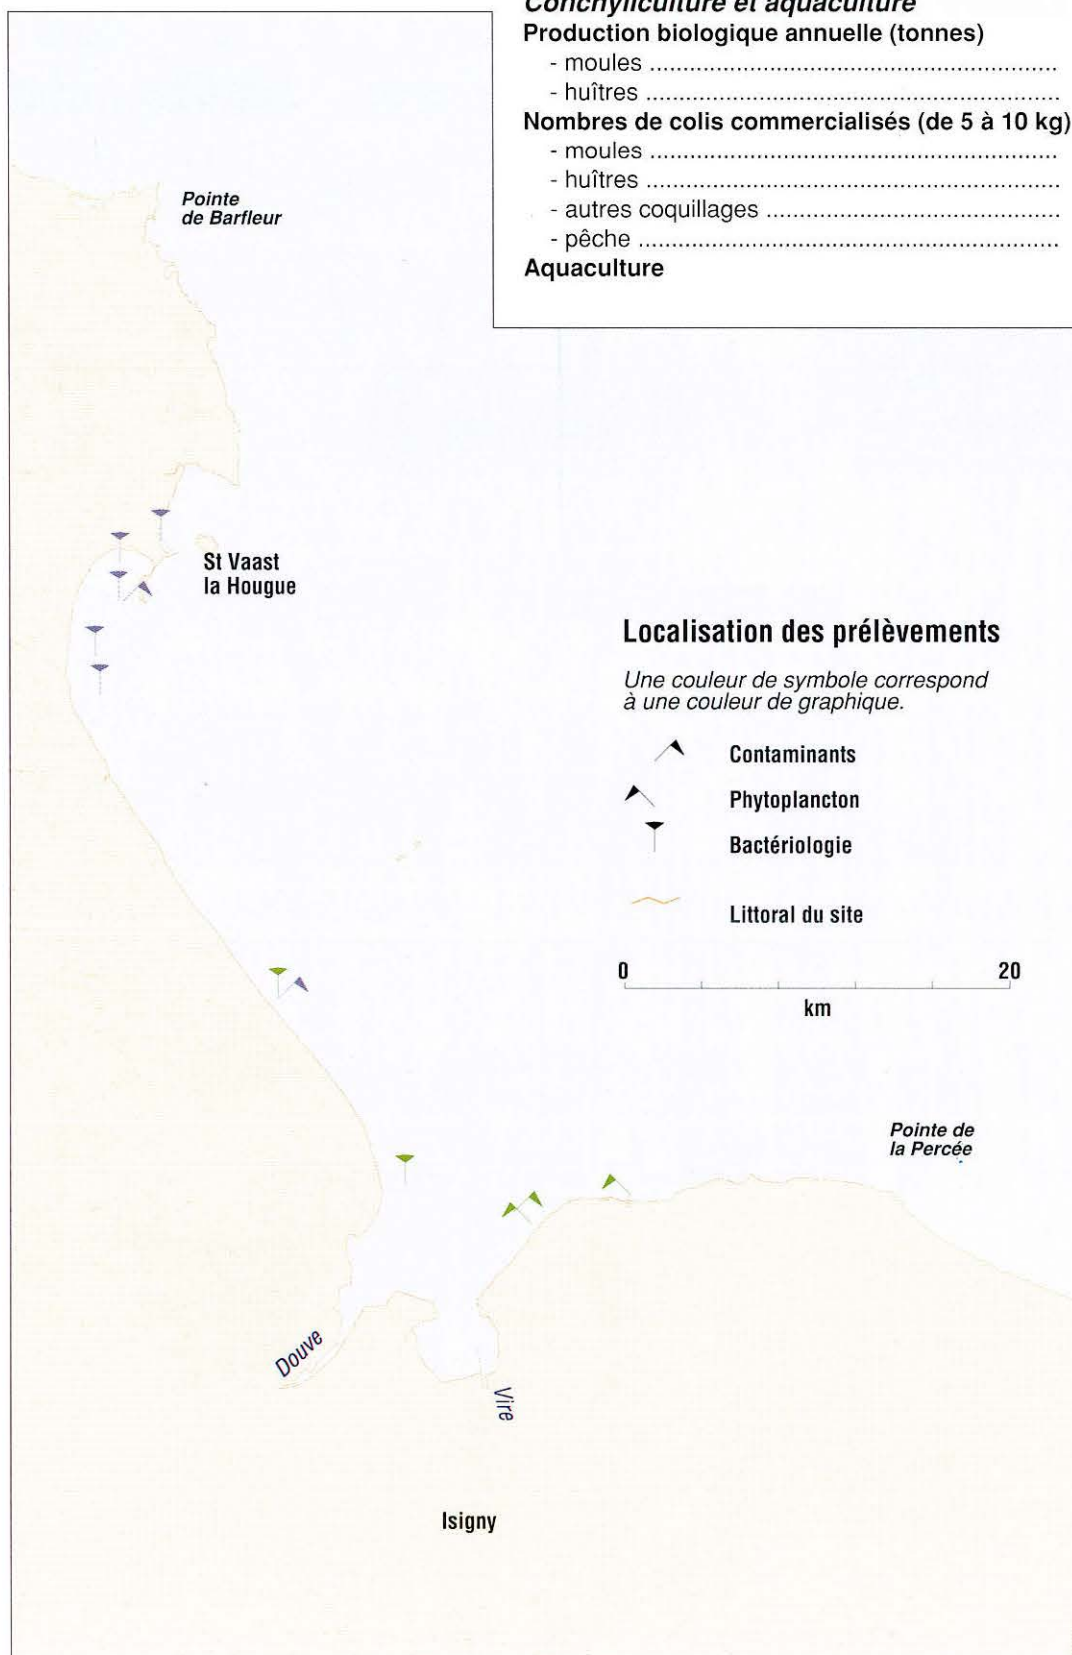 Conchyliculture et aquaculture
Production biologique annuelle (tonnes)
- moules ............................................................
- huîtres .............................................................
Nombres de colis commercialisés (de 5 à 10 kg)
- moules ............................................................
- huîtres .............................................................
- autres coquillages ...........................................
- pêche ..............................................................
Aquaculture
Pointe
de Barfleur
St Vaast
la Hougue
Localisation des prélèvements
Une couleur de symbole correspond
à une couleur de graphique.
Contaminants
Phytoplancton
Bactériologie
Littoral du site
0 20
km
Pointe de
la Percée
Douve
Vire
Isigny